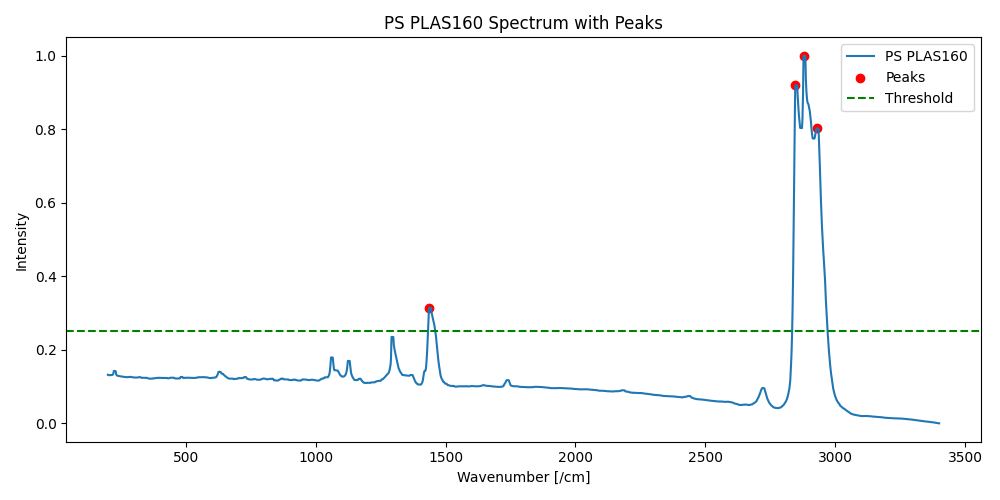 PS PLAS160 Spectrum with Peaks
PS PLAS160
Peaks
Threshold
Intensity
1.0
0.8
0.6
0.4
0.2
0.0
500 1000 1500 2000 2500 3000 3500
Wavenumber [/cm]